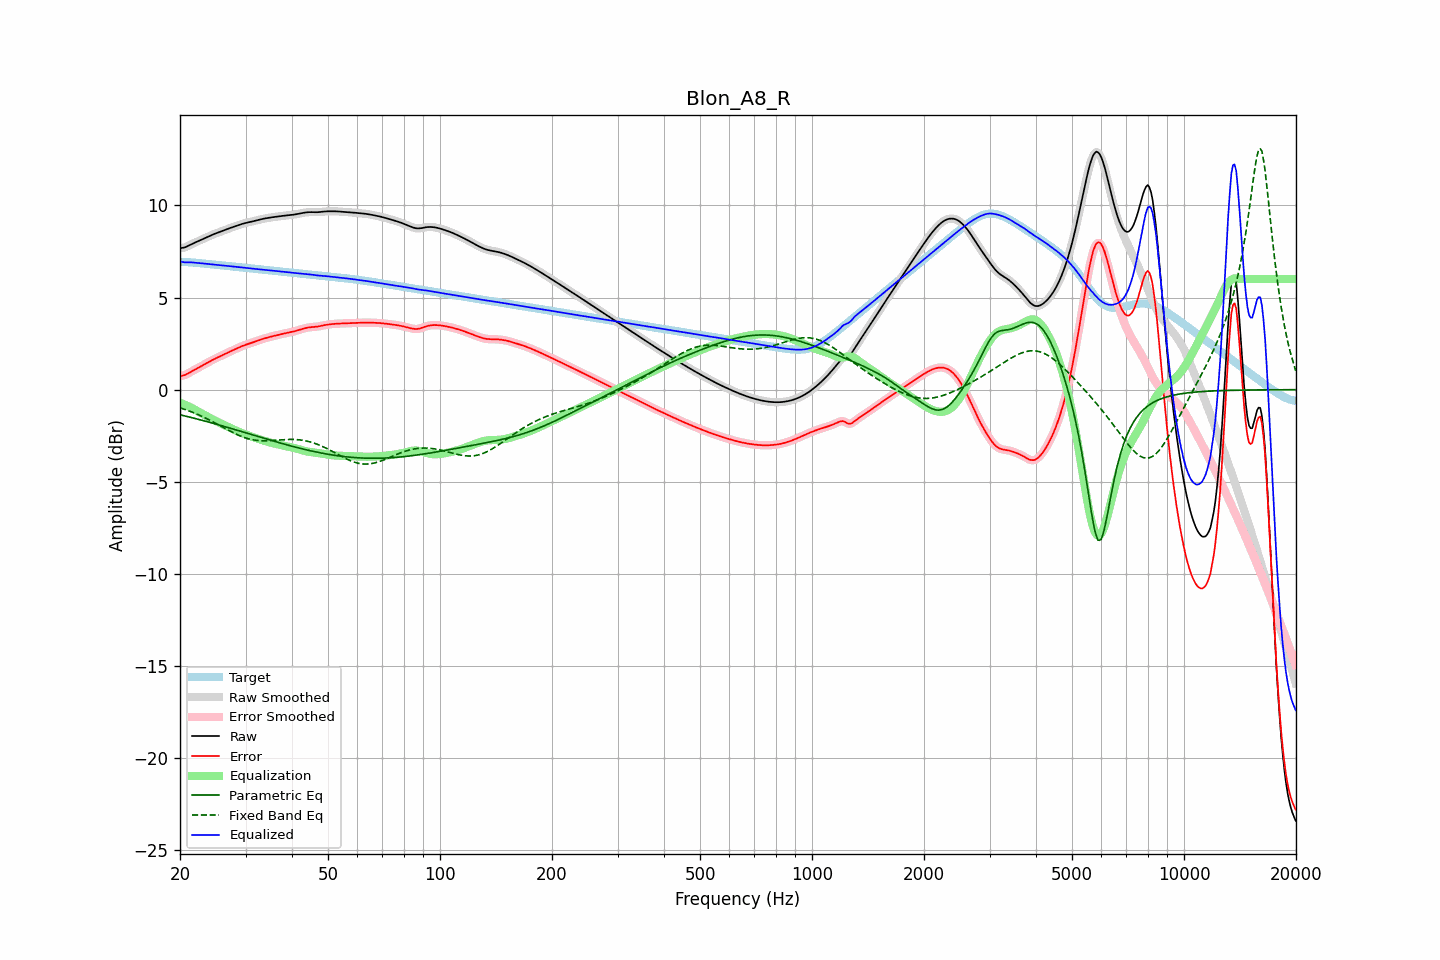 Blon_A8_R
Amplitude (dBr)
10
5
0
−5
−10
−15
−20
−25
Target
Raw Smoothed
Error Smoothed
Raw
Error
Equalization
Parametric Eq
Fixed Band Eq
Equalized
20 50 100 200 500 1000 2000 5000 10000 20000
Frequency (Hz)